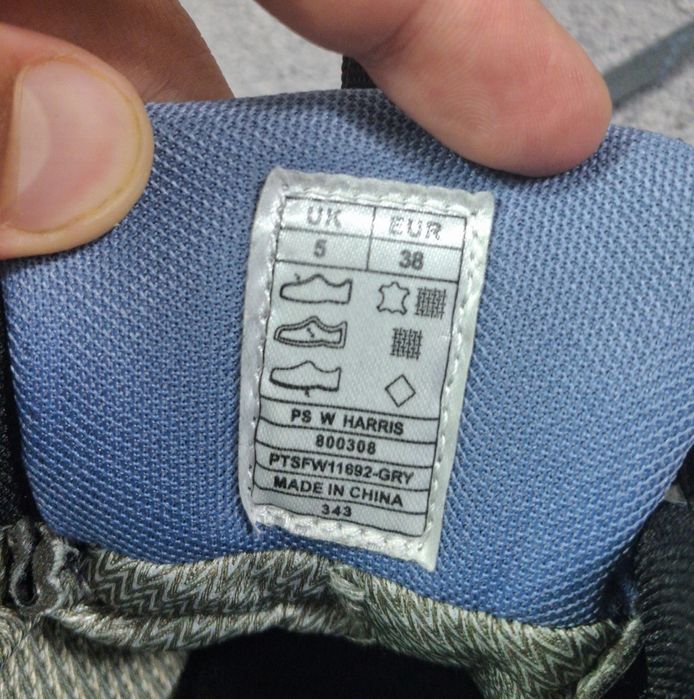 UK EUR
5 38
PS W HARRIS
800308
PTSFW11692-GRY
MADE IN CHINA
343